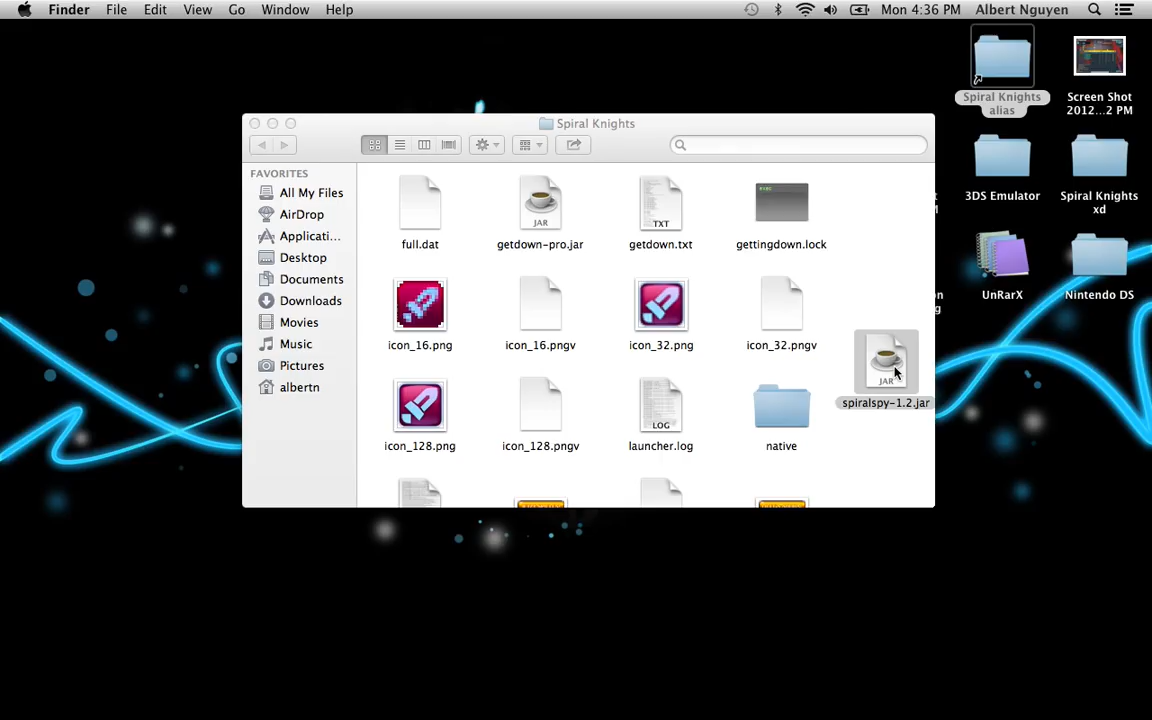 Finder File Edit View Go Window Help Mon 4:36 PM Albert Nguyen
Spiral Knights
alias
Screen Shot
2012...2 PM
Spiral Knights
FAVORITES
All My Files
AirDrop
Applicati...
Desktop
Documents
Downloads
Movies
Music
Pictures
albertn
JAR
TXT
EXEC
full.dat
getdown-pro.jar
getdown.txt
gettingdown.lock
icon_16.png
icon_16.pngv
icon_32.png
icon_32.pngv
LOG
icon_128.png
icon_128.pngv
launcher.log
native
JAR
spiralspy-1.2.jar
3DS Emulator
Spiral Knights
xd
UnRarX
Nintendo DS